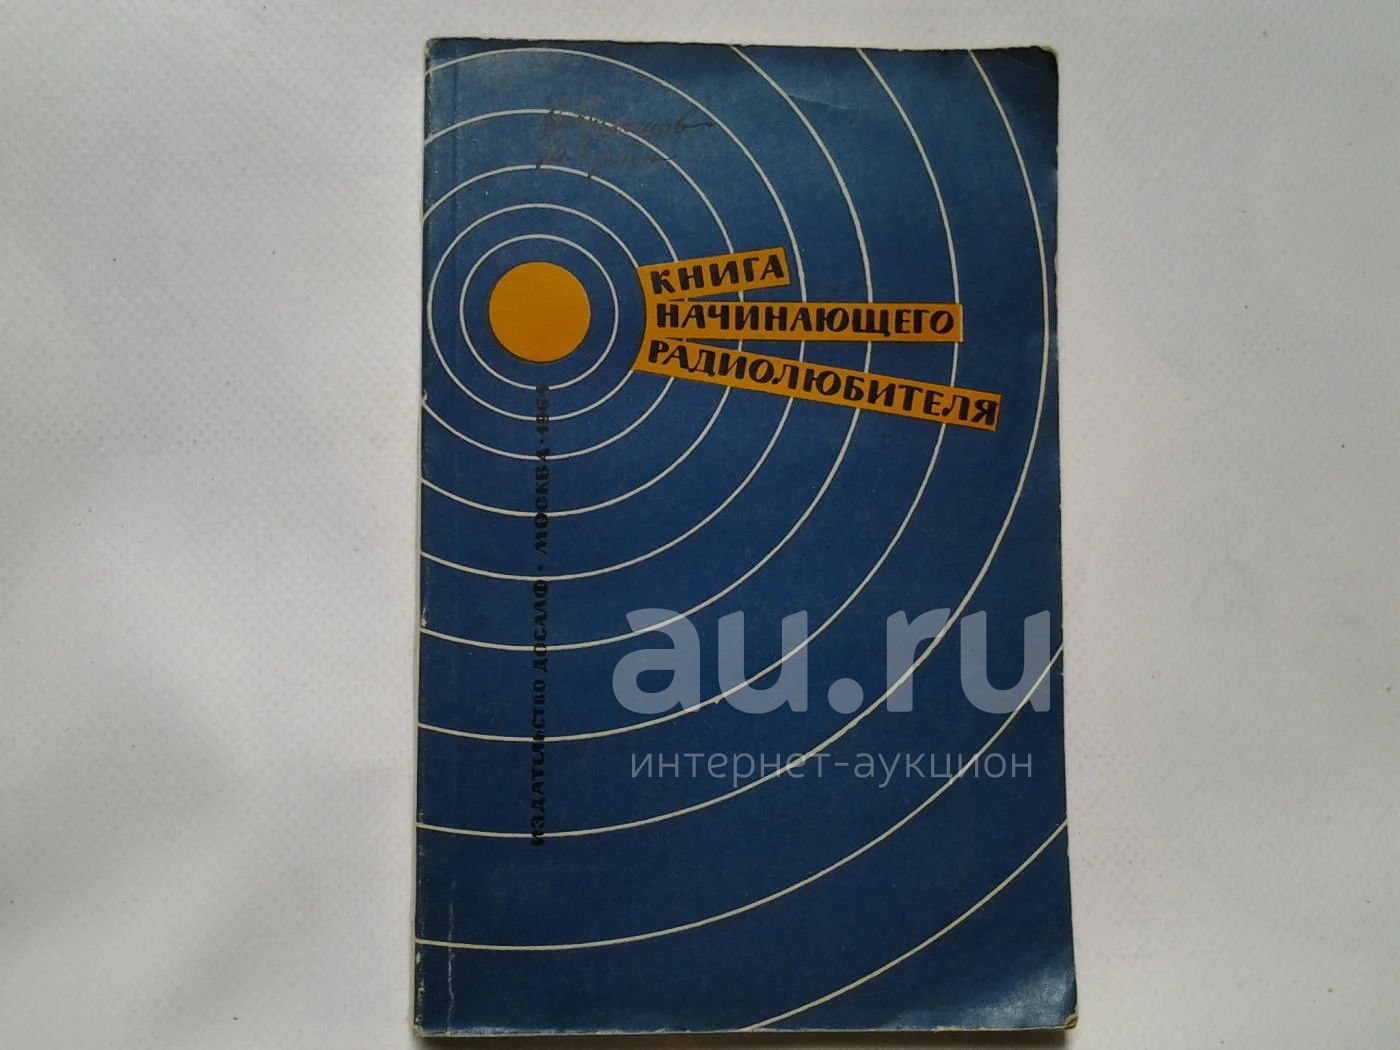 КНИГА
НАЧИНАЮЩЕГО
РАДИОЛЮБИТЕЛЯ
ИЗДАТЕЛЬСТВО ДОСААФ • МОСКВА •
au.ru
интернет-аукцион